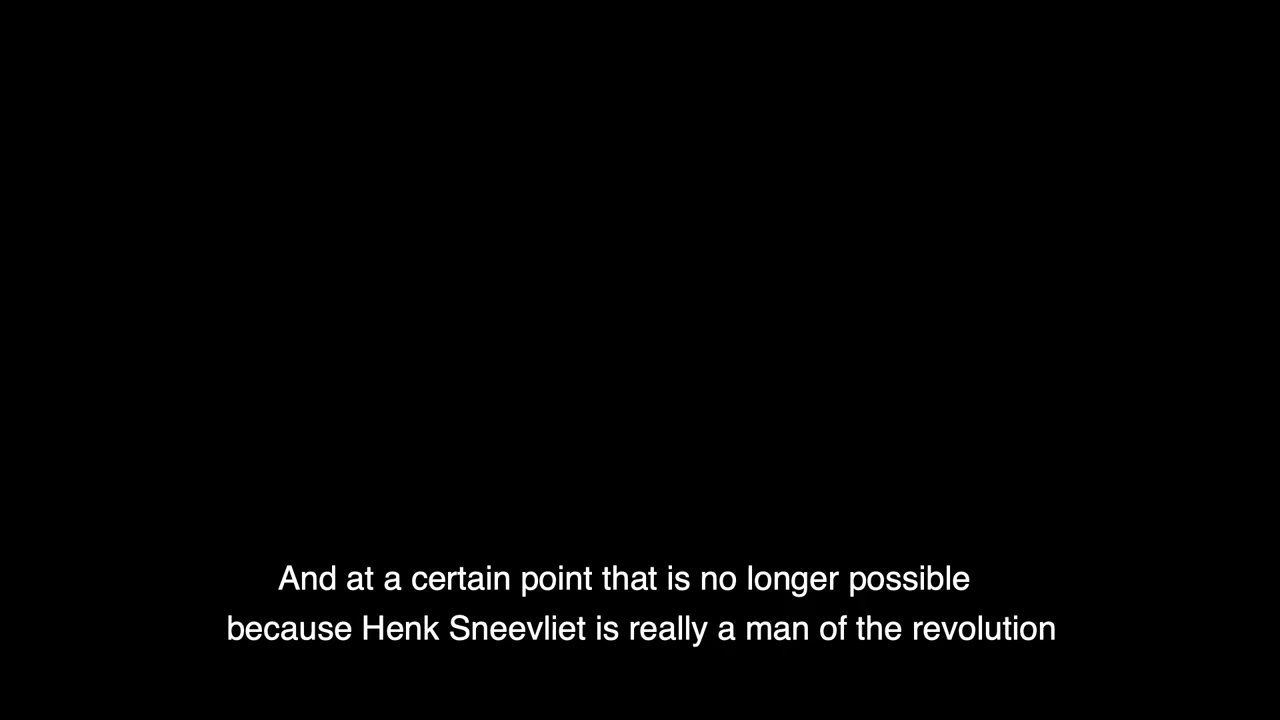 And at a certain point that is no longer possible
because Henk Sneevliet is really a man of the revolution